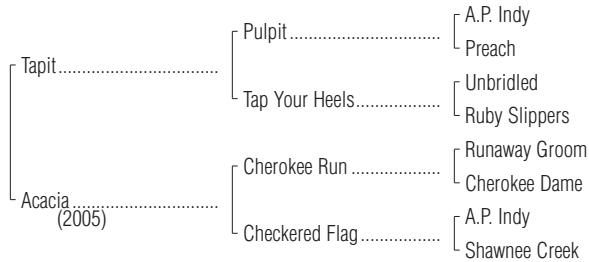 A.P. Indy
Pulpit
Preach
Tapit
Unbridled
Tap Your Heels
Ruby Slippers
Runaway Groom
Cherokee Run
Cherokee Dame
Acacia
(2005)
A.P. Indy
Checkered Flag
Shawnee Creek